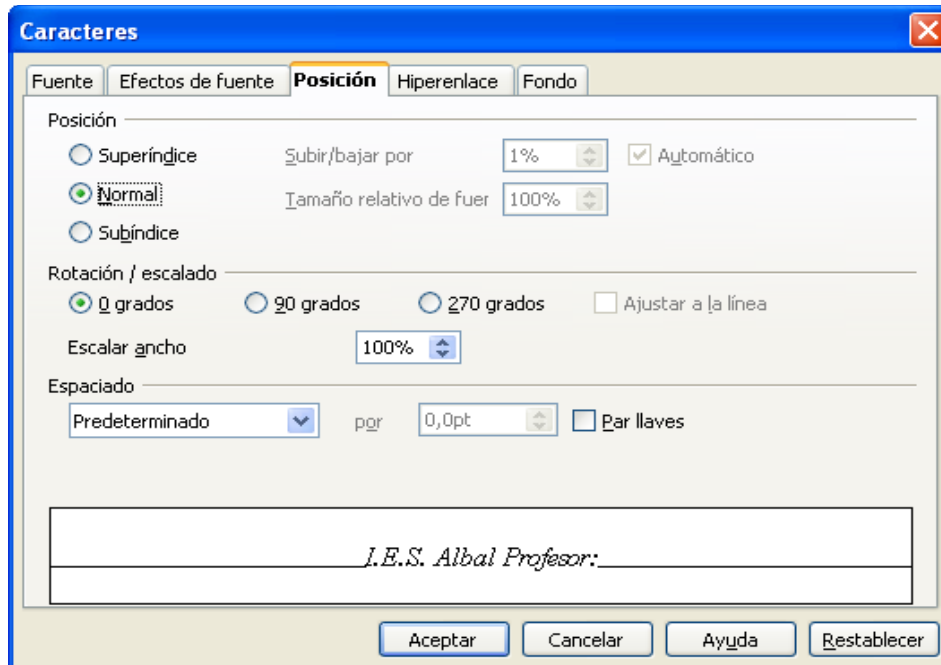 Caracteres
Fuente Efectos de fuente Posición Hiperenlace Fondo
Posición
Superíndice Subir/bajar por 1% Automático
Normal Tamaño relativo de fuer 100%
Subíndice
Rotación / escalado
0 grados 90 grados 270 grados Ajustar a la línea
Escalar ancho 100%
Espaciado
Predeterminado por 0,0pt Par llaves
I.E.S. Albal Profesor:
Aceptar Cancelar Ayuda Restablecer